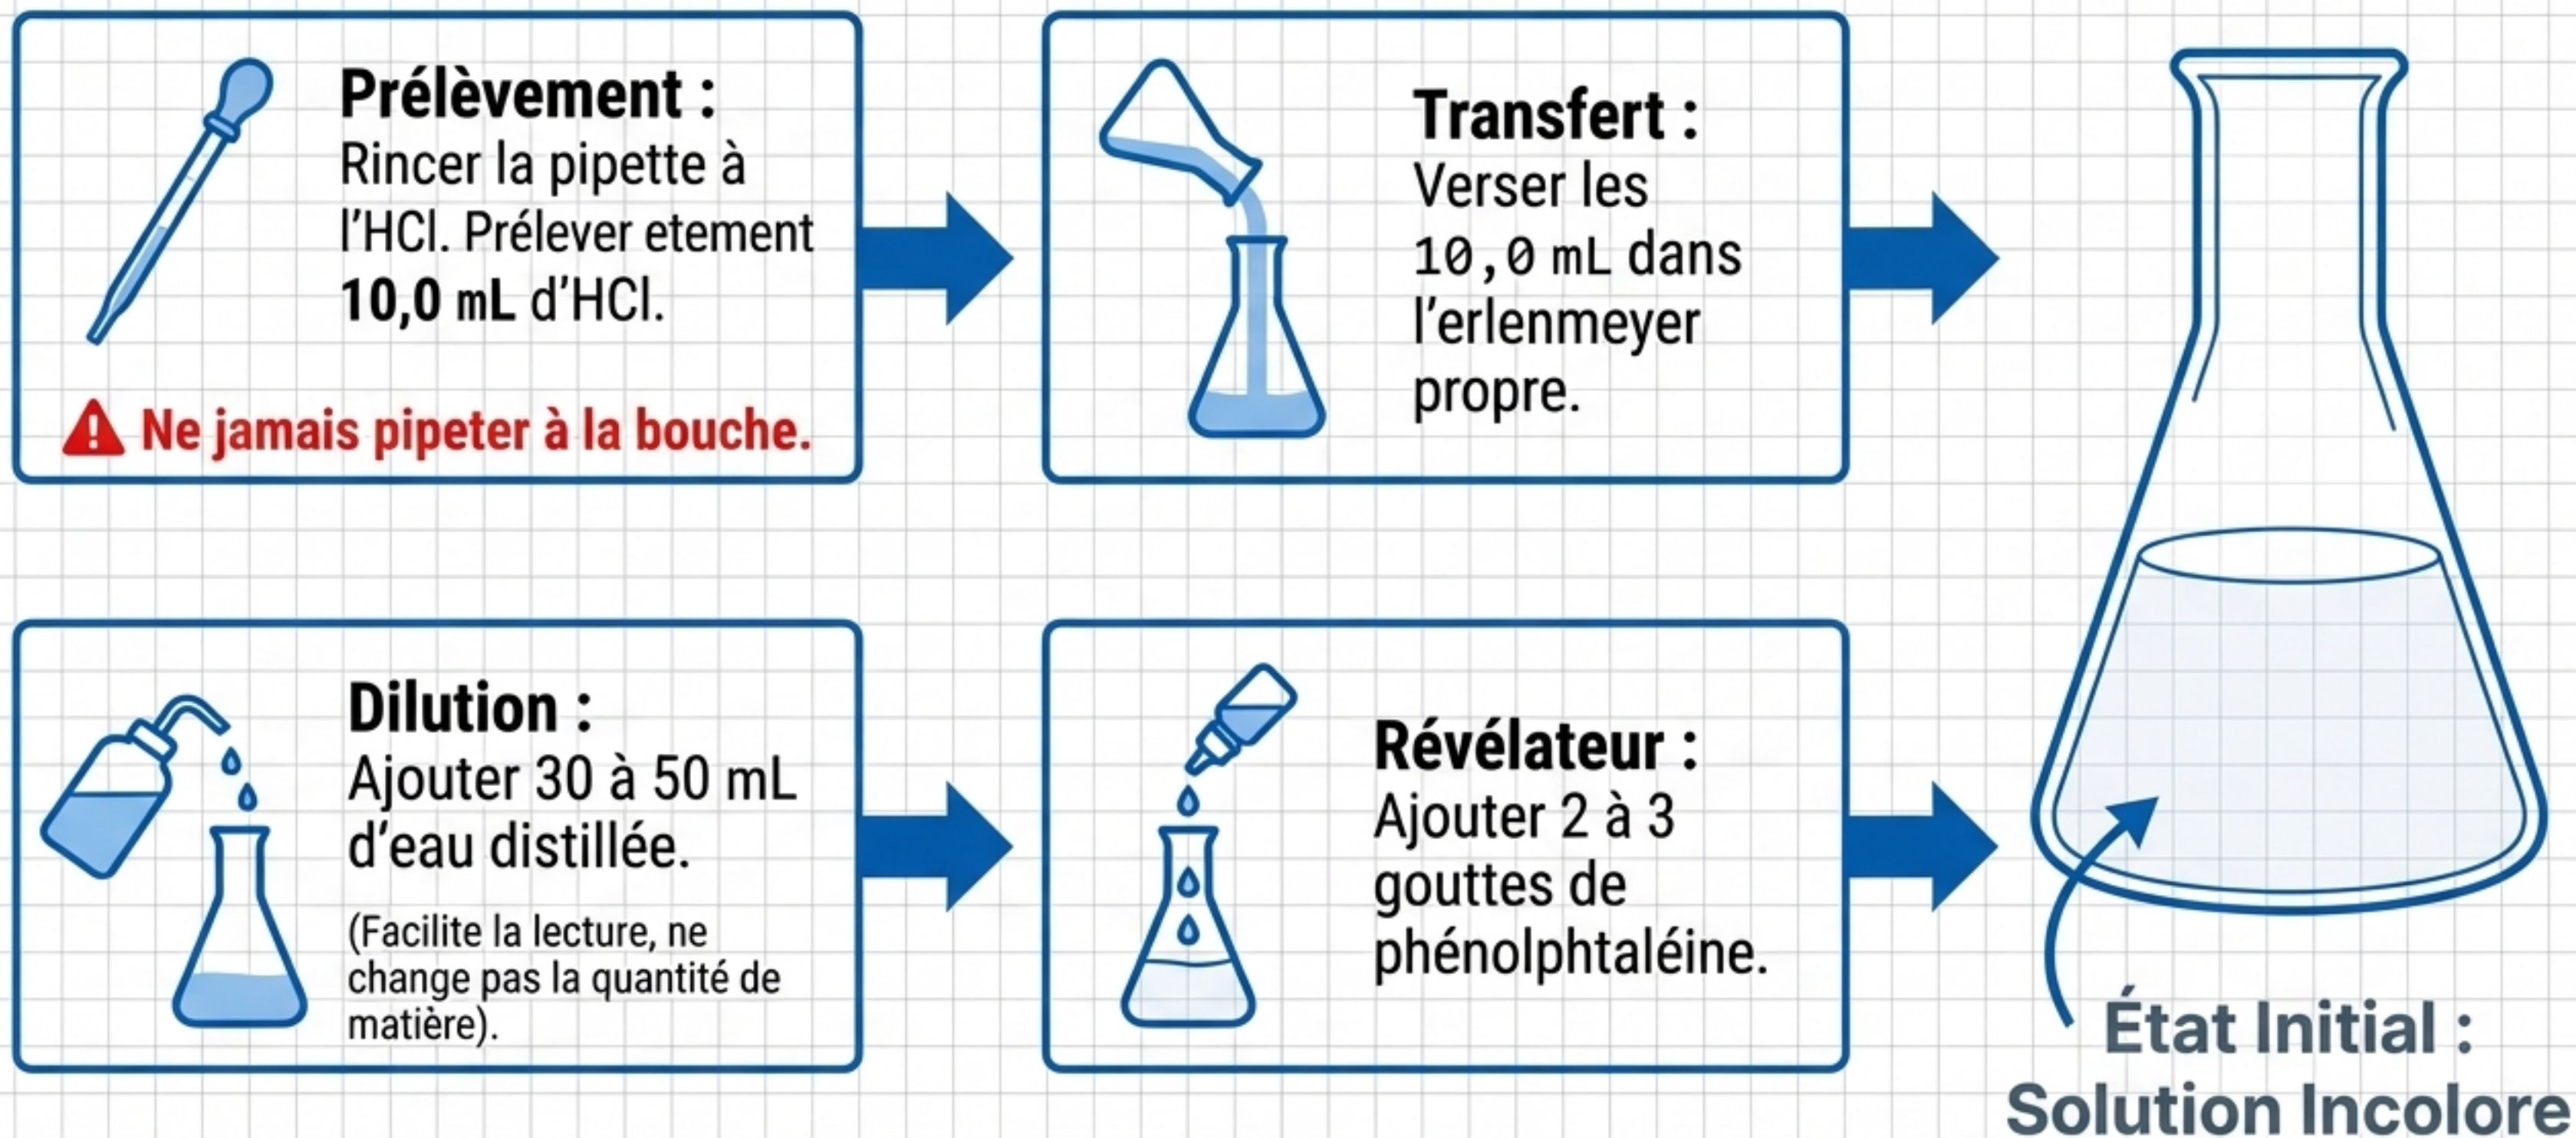 Prélèvement :
Rincer la pipette à
l'HCl. Prélever etement
10,0 mL d'HCl.
Ne jamais pipeter à la bouche.
Transfert :
Verser les
10,0 mL dans
l'erlenmeyer
propre.
Dilution :
Ajouter 30 à 50 mL
d'eau distillée.
(Facilite la lecture, ne
change pas la quantité de
matière).
Révélateur :
Ajouter 2 à 3
gouttes de
phénolphtaléine.
État Initial :
Solution Incolore